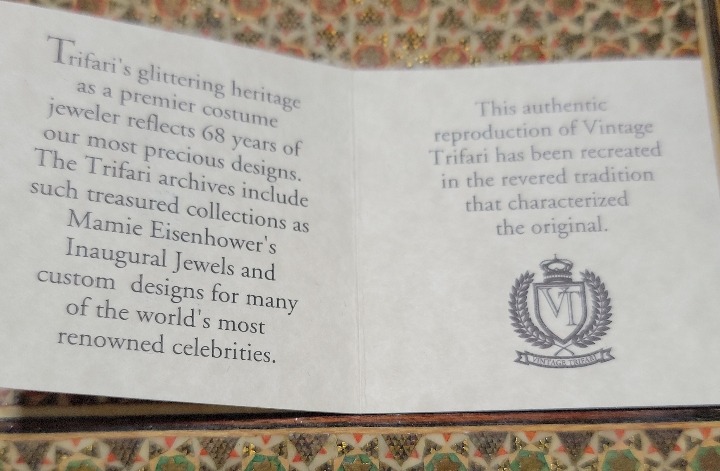 Trifari's glittering heritage
as a premier costume
jeweler reflects 68 years of
our most precious designs.
The Trifari archives include
such treasured collections as
Mamie Eisenhower's
Inaugural Jewels and
custom designs for many
of the world's most
renowned celebrities.
This authentic
reproduction of Vintage
Trifari has been recreated
in the revered tradition
that characterized
the original.
VT
VINTAGE TRIFARI